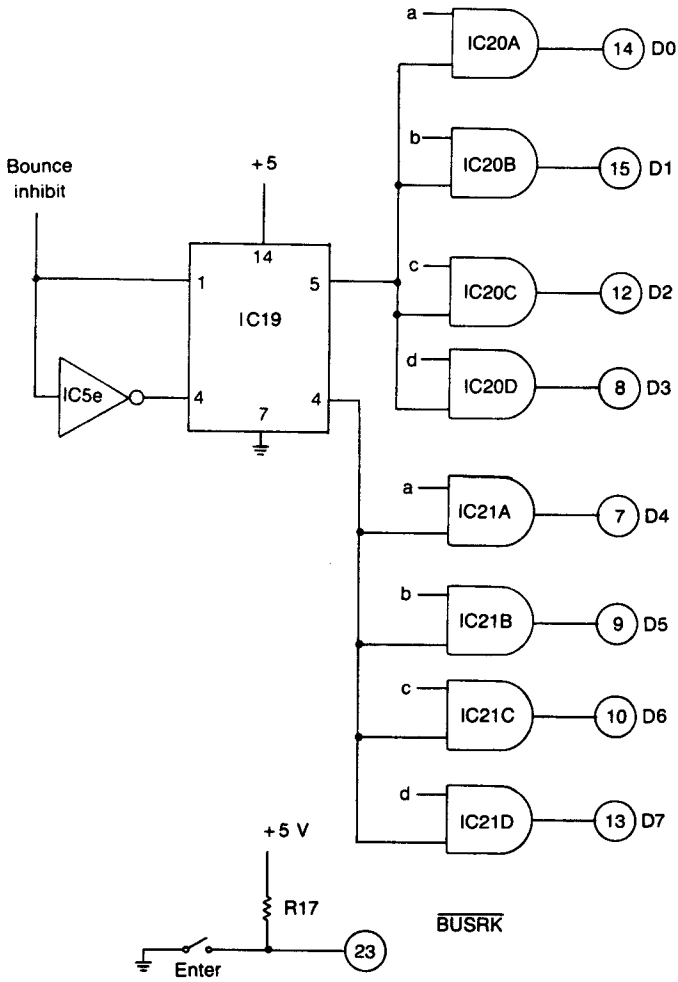 a
IC20A
14
D0
b
IC20B
15
D1
Bounce
inhibit
+5
14
1
5
IC19
c
IC20C
12
D2
d
IC20D
8
D3
IC5e
4
4
7
a
IC21A
7
D4
b
IC21B
9
D5
c
IC21C
10
D6
d
IC21D
13
D7
+5 V
R17
BUSRK
23
Enter